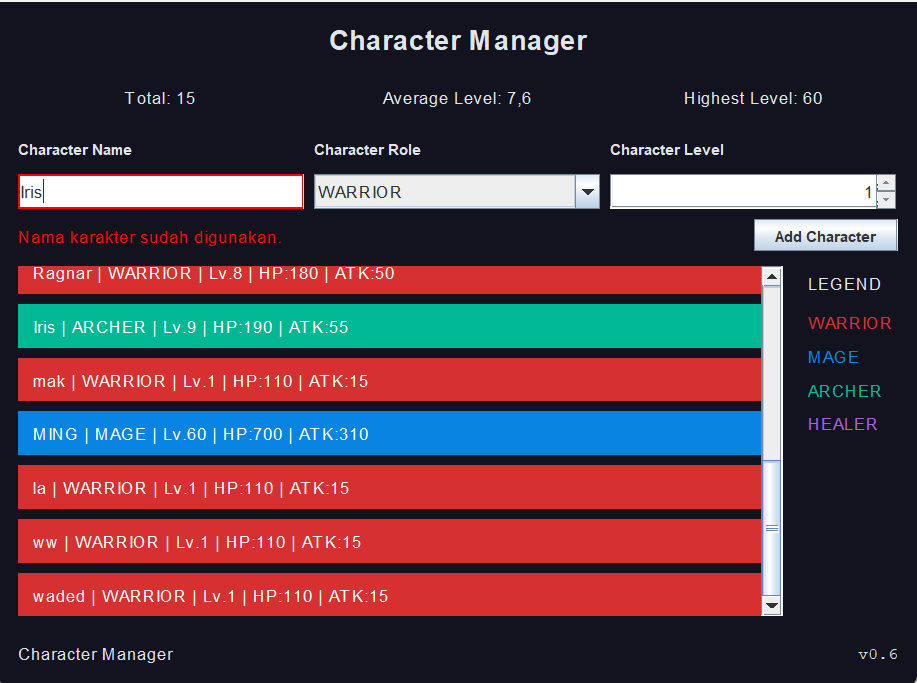 Character Manager
Total: 15
Average Level: 7,6
Highest Level: 60
Character Name
Character Role
Character Level
Iris
WARRIOR
1
Nama karakter sudah digunakan.
Add Character
Ragnar | WARRIOR | Lv.8 | HP:180 | ATK:50
Iris | ARCHER | Lv.9 | HP:190 | ATK:55
mak | WARRIOR | Lv.1 | HP:110 | ATK:15
MING | MAGE | Lv.60 | HP:700 | ATK:310
la | WARRIOR | Lv.1 | HP:110 | ATK:15
ww | WARRIOR | Lv.1 | HP:110 | ATK:15
waded | WARRIOR | Lv.1 | HP:110 | ATK:15
LEGEND
WARRIOR
MAGE
ARCHER
HEALER
Character Manager
v0.6